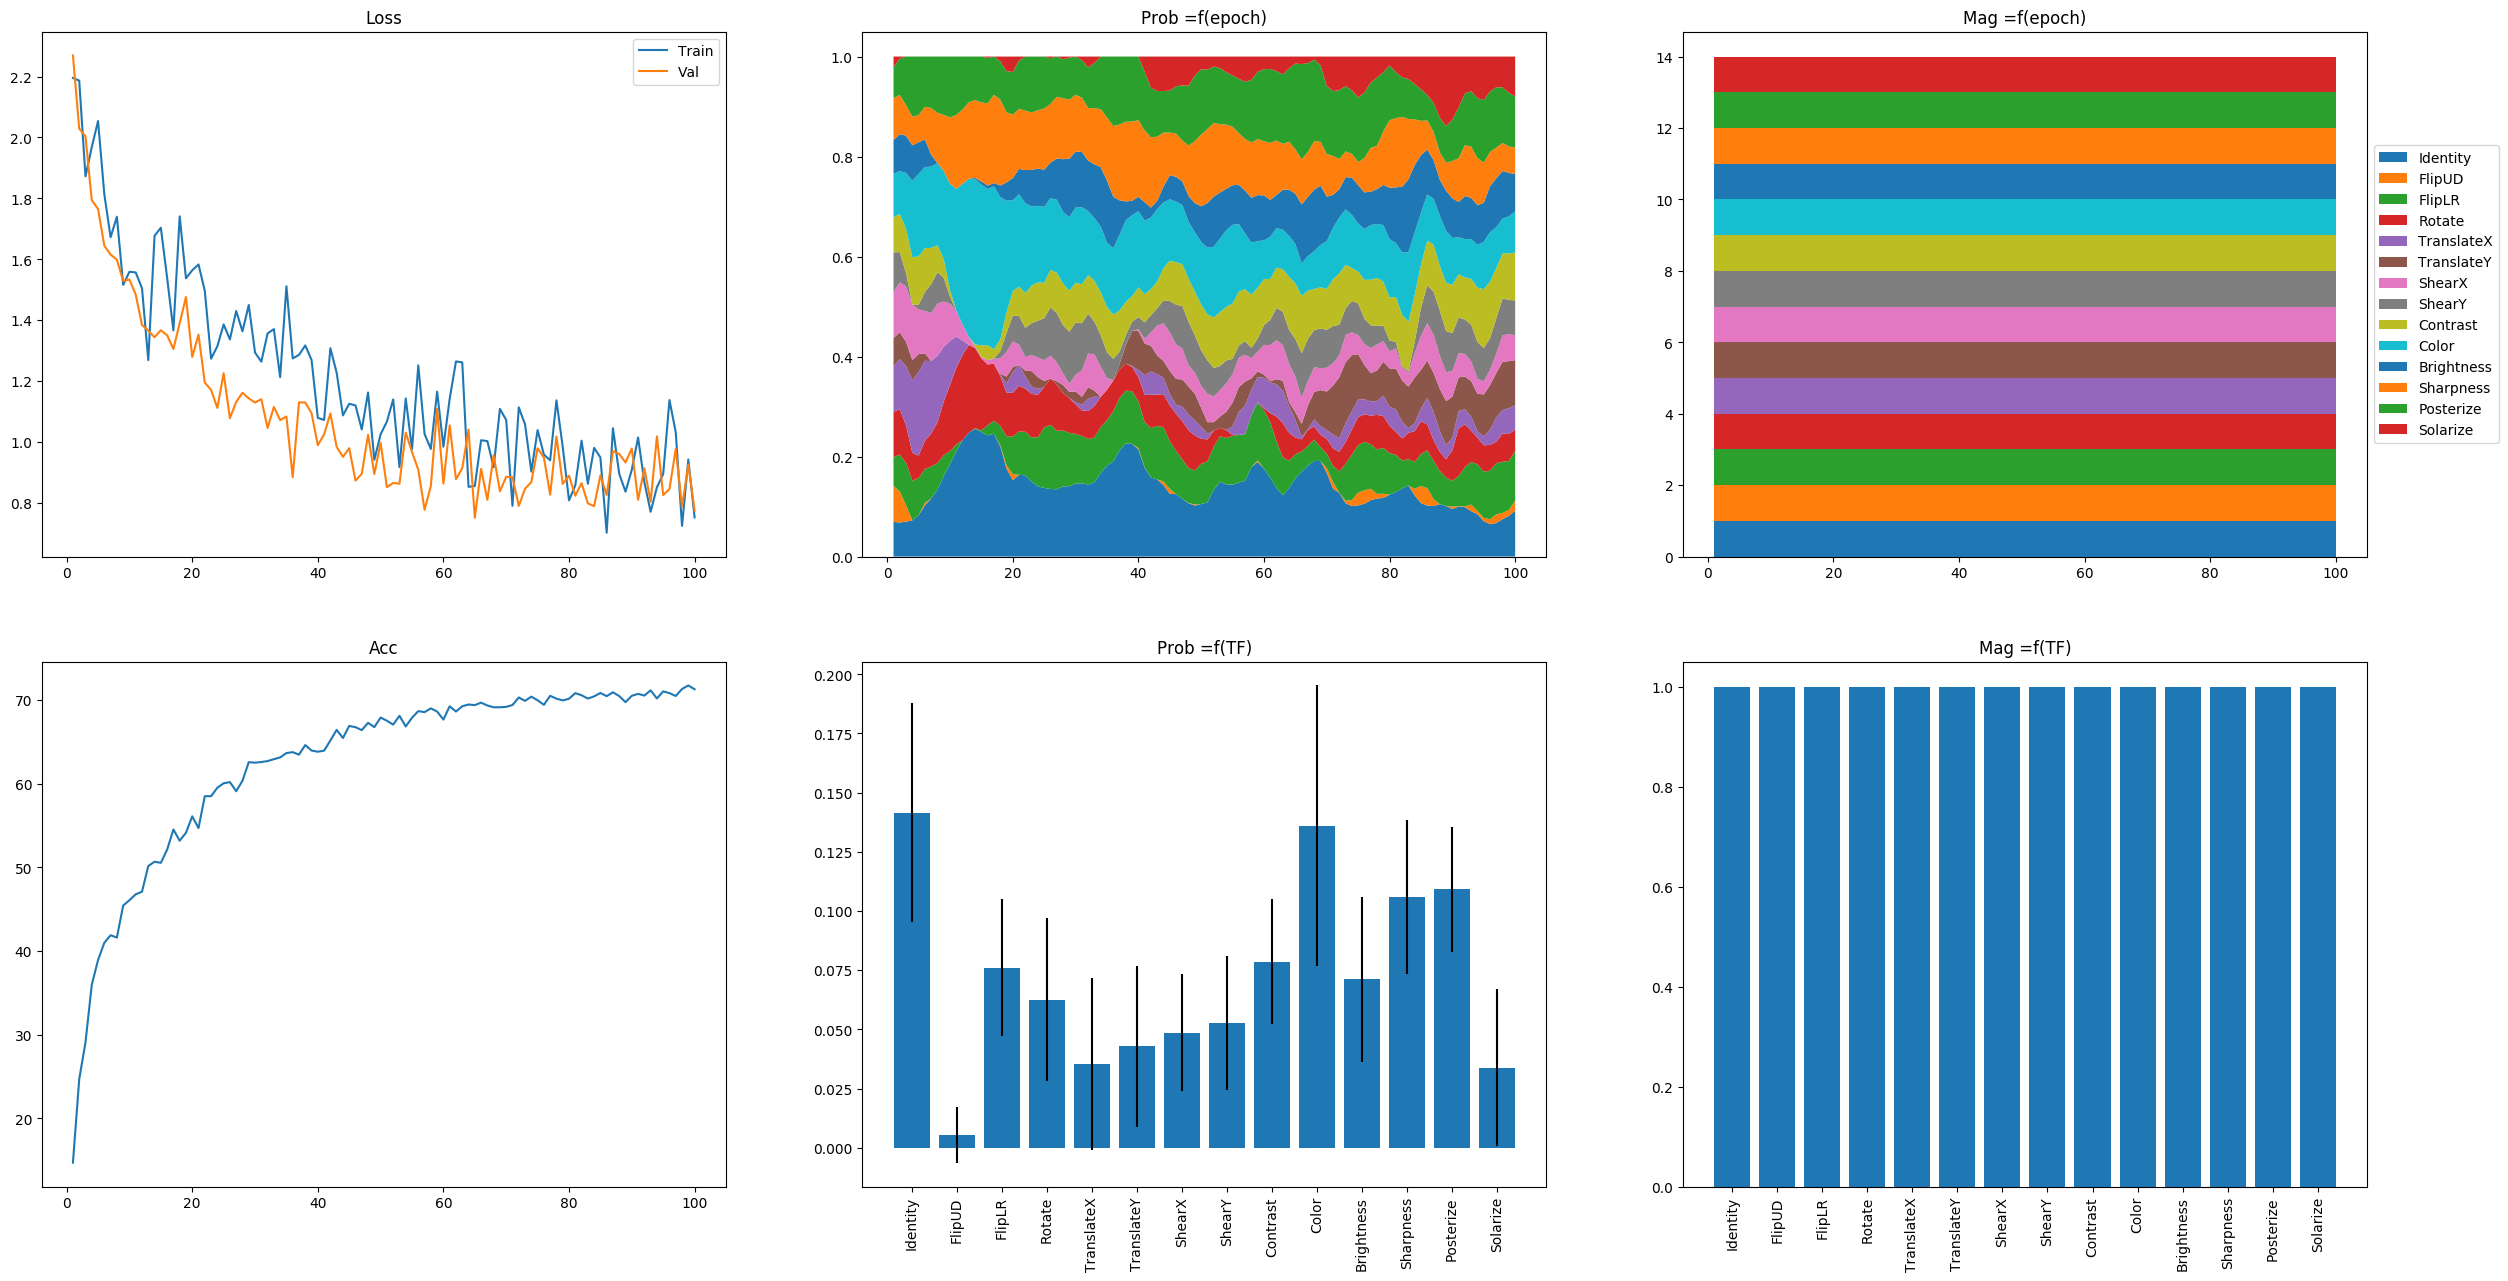 Loss
Train
Val
2.2
2.0
1.8
1.6
1.4
1.2
1.0
0.8
0 20 40 60 80 100
Prob =f(epoch)
1.0
0.8
0.6
0.4
0.2
0.0
0 20 40 60 80 100
Mag =f(epoch)
14
12
10
8
6
4
2
0
0 20 40 60 80 100
Identity
FlipUD
FlipLR
Rotate
TranslateX
TranslateY
ShearX
ShearY
Contrast
Color
Brightness
Sharpness
Posterize
Solarize
Acc
70
60
50
40
30
20
0 20 40 60 80 100
Prob =f(TF)
0.200
0.175
0.150
0.125
0.100
0.075
0.050
0.025
0.000
Identity
FlipUD
FlipLR
Rotate
TranslateX
TranslateY
ShearX
ShearY
Contrast
Color
Brightness
Sharpness
Posterize
Solarize
Mag =f(TF)
1.0
0.8
0.6
0.4
0.2
0.0
Identity
FlipUD
FlipLR
Rotate
TranslateX
TranslateY
ShearX
ShearY
Contrast
Color
Brightness
Sharpness
Posterize
Solarize